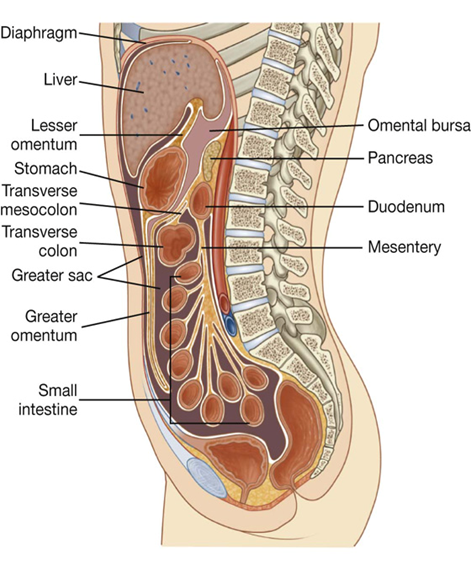 Diaphragm
Liver
Lesser
omentum
Stomach
Transverse
mesocolon
Transverse
colon
Greater sac
Greater
omentum
Small
intestine
Omental bursa
Pancreas
Duodenum
Mesentery